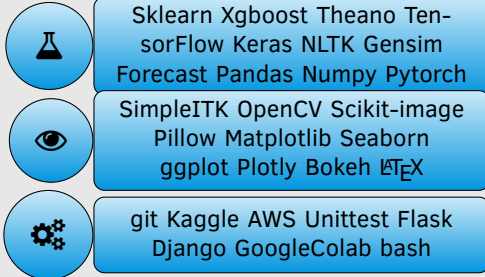 Sklearn Xgboost Theano Ten-
sorFlow Keras NLTK Gensim
Forecast Pandas Numpy Pytorch
SimpleITK OpenCV Scikit-image
Pillow Matplotlib Seaborn
ggplot Plotly Bokeh LATEX
git Kaggle AWS Unittest Flask
Django GoogleColab bash